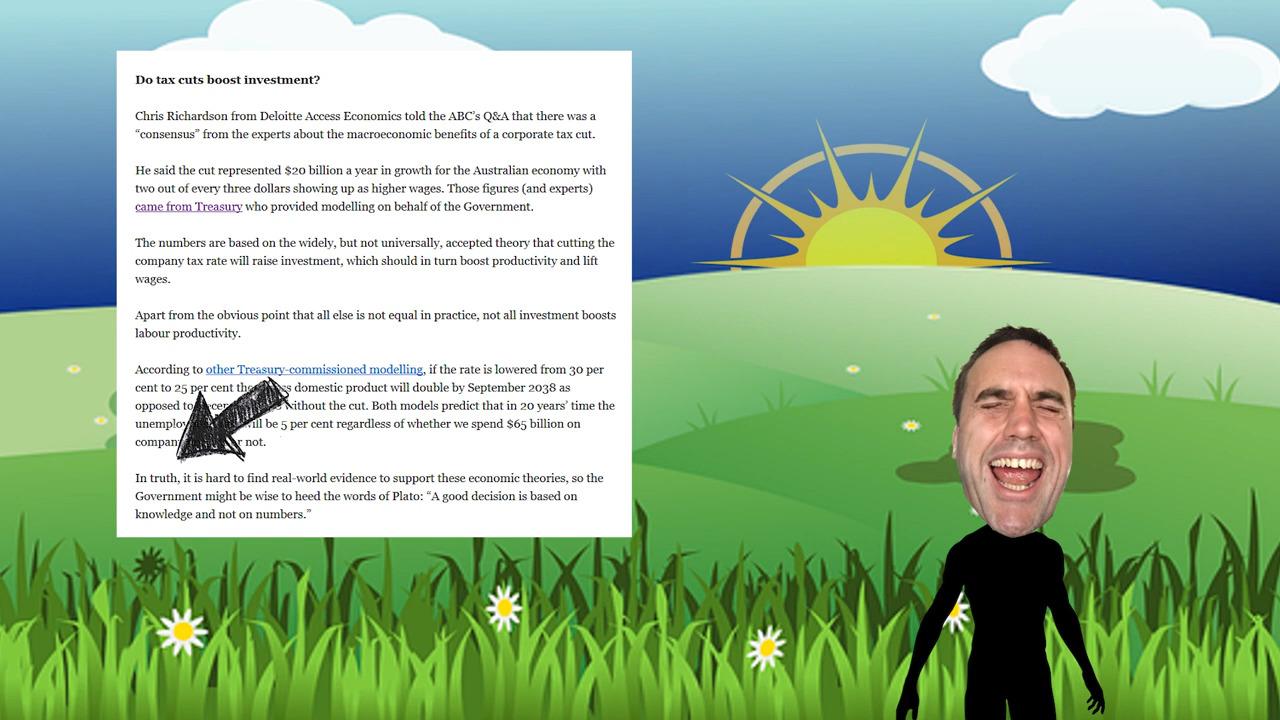 Do tax cuts boost investment?
Chris Richardson from Deloitte Access Economics told the ABC's Q&A that there was a
“consensus” from the experts about the macroeconomic benefits of a corporate tax cut.
He said the cut represented $20 billion a year in growth for the Australian economy with
two out of every three dollars showing up as higher wages. Those figures (and experts)
came from Treasury who provided modelling on behalf of the Government.
The numbers are based on the widely, but not universally, accepted theory that cutting the
company tax rate will raise investment, which should in turn boost productivity and lift
wages.
Apart from the obvious point that all else is not equal in practice, not all investment boosts
labour productivity.
According to other Treasury-commissioned modelling, if the rate is lowered from 30 per
cent to 25 per cent domestic product will double by September 2038 as
opposed to without the cut. Both models predict that in 20 years’ time the
be 5 per cent regardless of whether we spend $65 billion on
or not.
In truth, it is hard to find real-world evidence to support these economic theories, so the
Government might be wise to heed the words of Plato: “A good decision is based on
knowledge and not on numbers.”